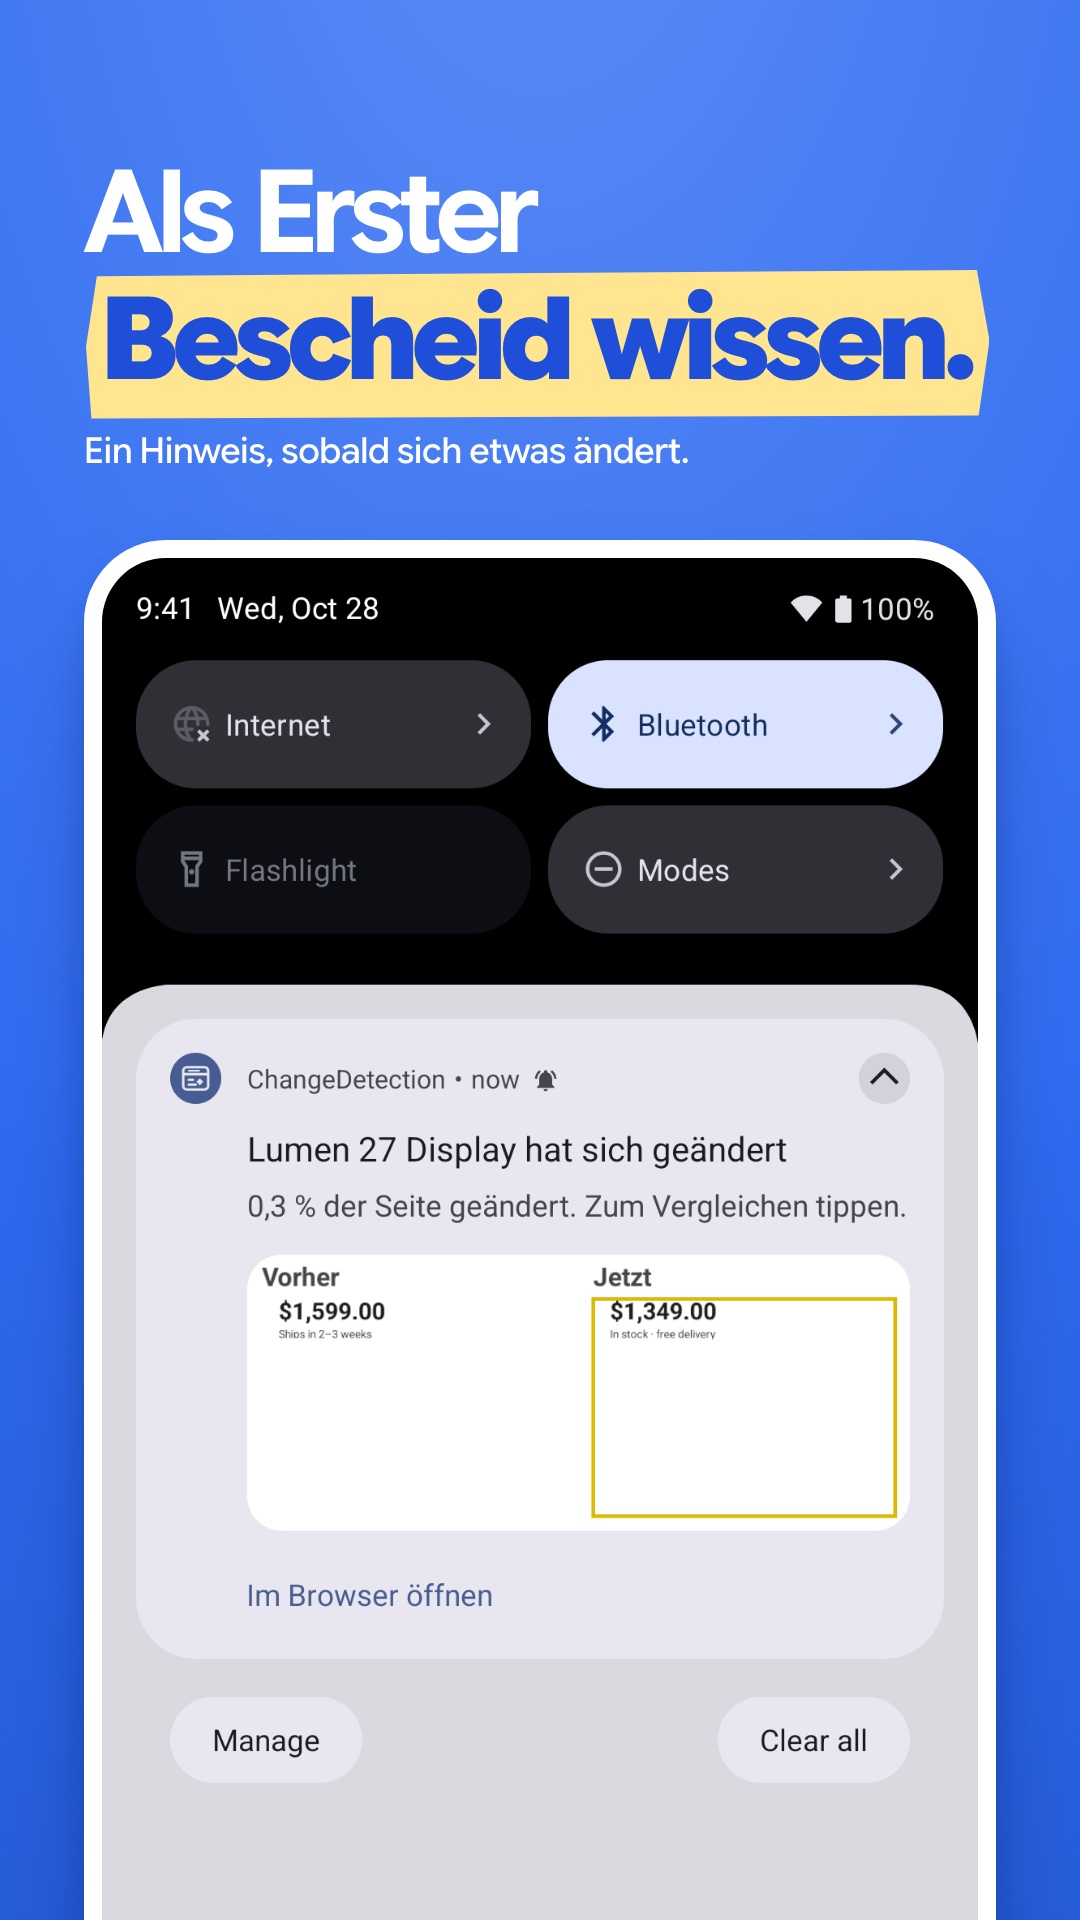 Als Erster
Bescheid wissen.
Ein Hinweis, sobald sich etwas ändert.
9:41 Wed, Oct 28 100%
Internet
Bluetooth
Flashlight
Modes
ChangeDetection • now
Lumen 27 Display hat sich geändert
0,3 % der Seite geändert. Zum Vergleichen tippen.
Vorher
Jetzt
$1,599.00
$1,349.00
Ships in 2–3 weeks
In stock · free delivery
Im Browser öffnen
Manage
Clear all